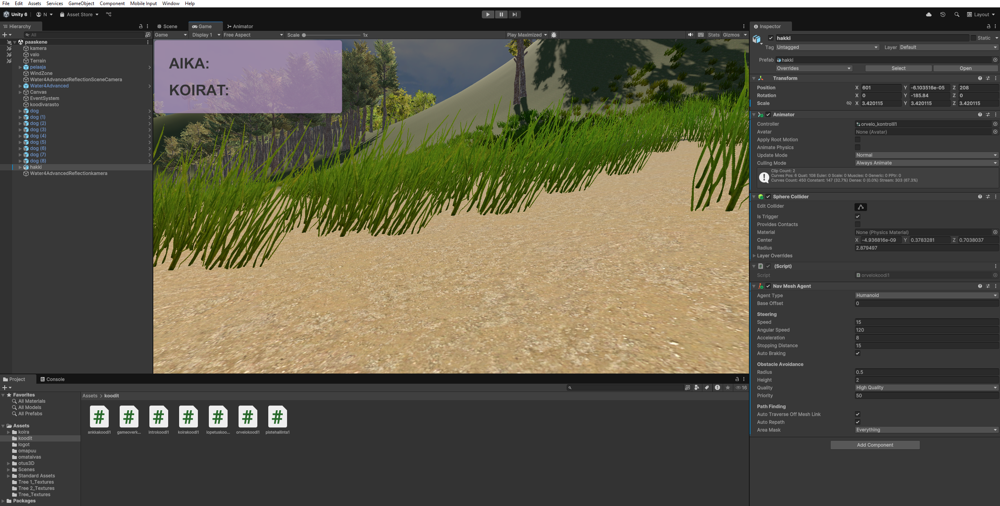 File Edit Assets Services GameObject Component Mobile Input Window Help
Unity 6 N Asset Store Layout
Hierarchy
All
paaskene
kamera
valo
Terrain
pelaaja
WindZone
Water4AdvancedReflectionSceneCamera
Water4Advanced
Canvas
EventSystem
koodivarasto
dog
dog (1)
dog (2)
dog (3)
dog (4)
dog (5)
dog (6)
dog (7)
dog (8)
hakki
Water4AdvancedReflectionkamera
Scene Game Animator
Game Display 1 Free Aspect Scale 1x Play Maximized Stats Gizmos
AIKA:
KOIRAT:
Inspector
hakki Static
Tag Untagged Layer Default
Prefab hakki
Overrides Select Open
Transform
Position X 601 Y -6.103516e-05 Z 208
Rotation X 0 Y -185.84 Z 0
Scale X 3.420115 Y 3.420115 Z 3.420115
Animator
Controller orvelo_kontrolli1
Avatar None (Avatar)
Apply Root Motion
Animate Physics
Update Mode Normal
Culling Mode Always Animate
Clip Count: 2
Curves Pos: 6 Quat: 108 Euler: 0 Scale: 0 Muscles: 0 Generic: 0 PPtr: 0
Curves Count: 450 Constant: 147 (32.7%) Dense: 0 (0.0%) Stream: 303 (67.3%)
Sphere Collider
Edit Collider
Is Trigger
Provides Contacts
Material None (Physics Material)
Center X -4.936816e-09 Y 0.3783281 Z 0.7038037
Radius 2.879497
Layer Overrides
(Script)
Script orvelokoodi1
Nav Mesh Agent
Agent Type Humanoid
Base Offset 0
Steering
Speed 15
Angular Speed 120
Acceleration 8
Stopping Distance 15
Auto Braking
Obstacle Avoidance
Radius 0.5
Height 2
Quality High Quality
Priority 50
Path Finding
Auto Traverse Off Mesh Link
Auto Repath
Area Mask Everything
Add Component
Project Console
16
Favorites
All Materials
All Models
All Prefabs
Assets
koira
koodit
logot
omapuu
omataivas
otus3D
Scenes
Standard Assets
Tree 1_Textures
Tree 2_Textures
Tree_Textures
Packages
Assets > koodit
ankkakoodi1 gameoverk... introkoodi1 koirakoodi1 lopetuskoo... orvelokoodi1 pistehallinta1